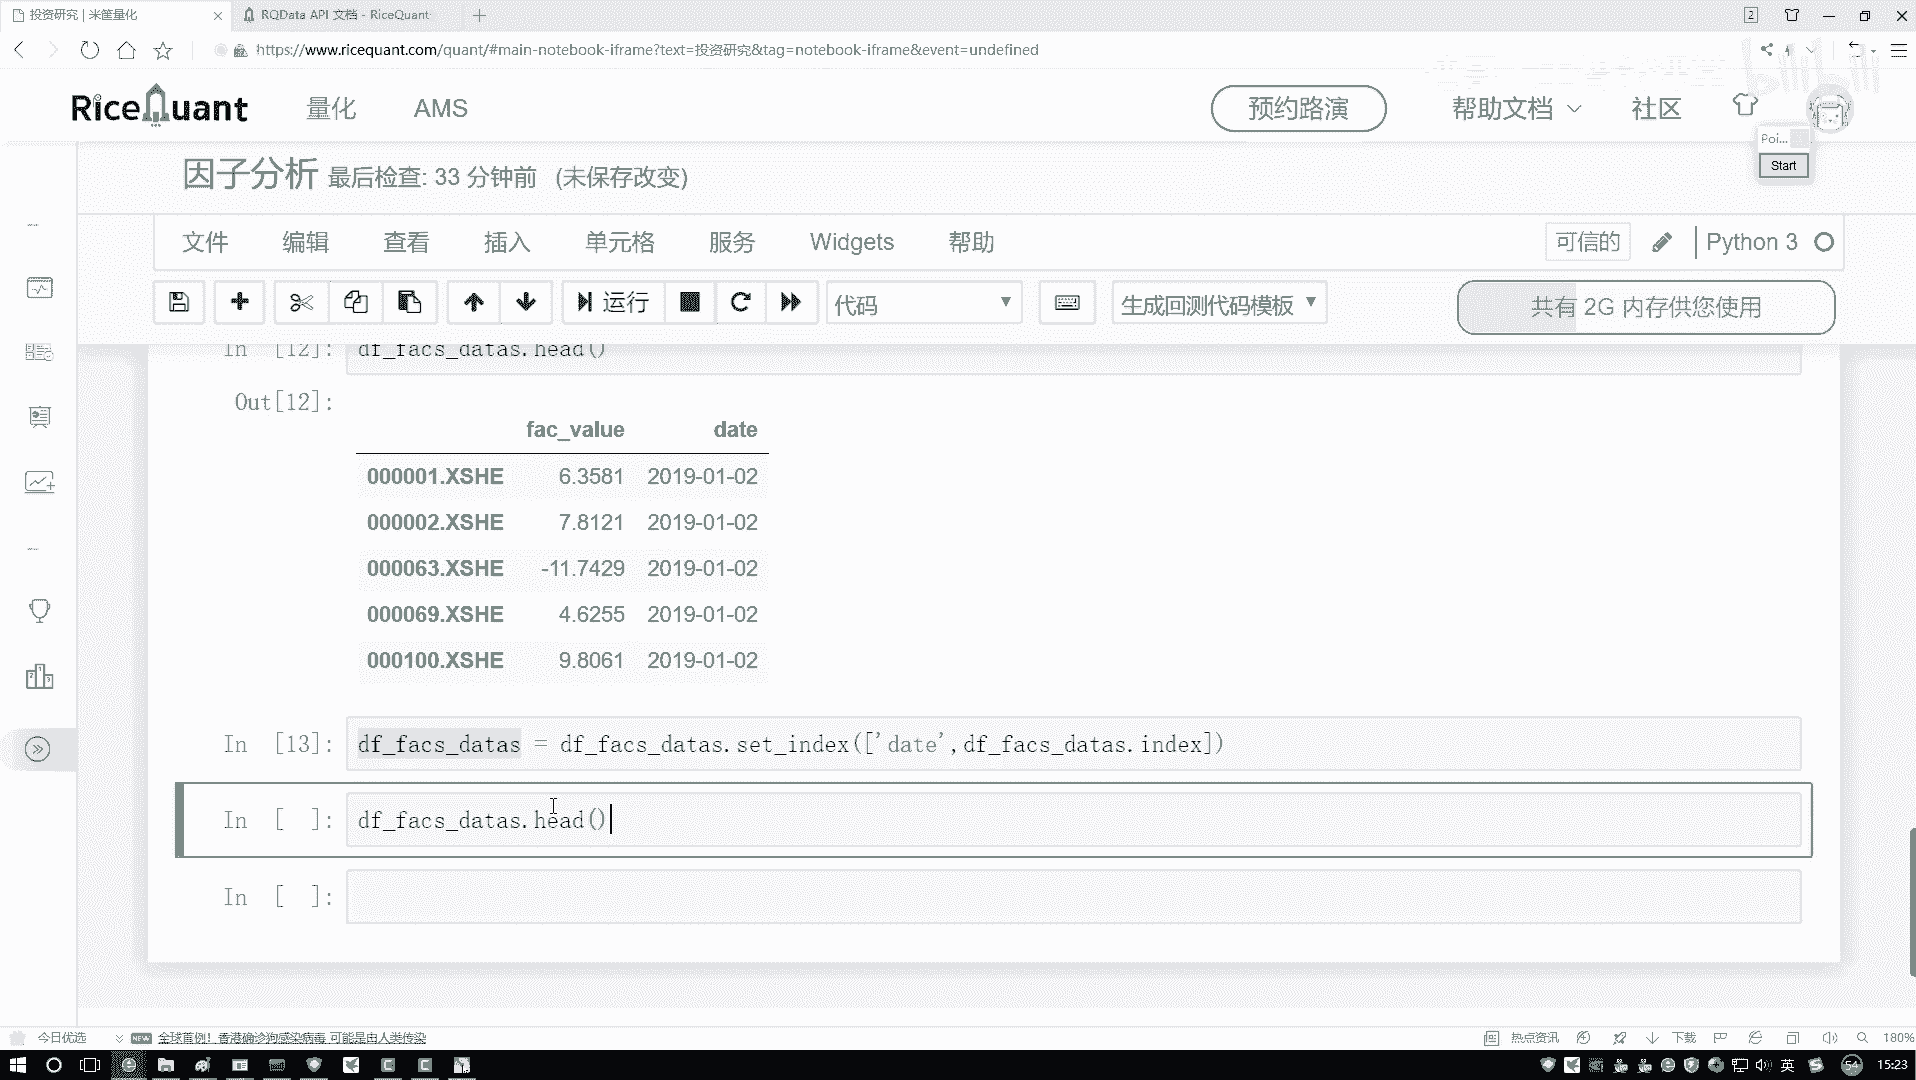 投资研究 | 米筐量化
RQData API 文档 - RiceQuant
2
https://www.ricequant.com/quant/#main-notebook-iframe?text=投资研究&tag=notebook-iframe&event=undefined
bilibili
RiceQuant 量化 AMS 预约路演 帮助文档 社区
Poi...
Start
因子分析 最后检查: 33 分钟前 (未保存改变)
文件 编辑 查看 插入 单元格 服务 Widgets 帮助 可信的 Python 3
运行 代码 生成回测代码模板 共有 2G 内存供您使用
In [12]: df_facs_datas.head()
Out[12]:
fac_value date
000001.XSHE 6.3581 2019-01-02
000002.XSHE 7.8121 2019-01-02
000063.XSHE -11.7429 2019-01-02
000069.XSHE 4.6255 2019-01-02
000100.XSHE 9.8061 2019-01-02
In [13]: df_facs_datas = df_facs_datas.set_index(['date',df_facs_datas.index])
In [ ]: df_facs_datas.head()
In [ ]:
今日优选 NEW 全球首例！香港确诊狗感染病毒 可能是由人类传染 热点资讯 下载 180%
英 54 15:23